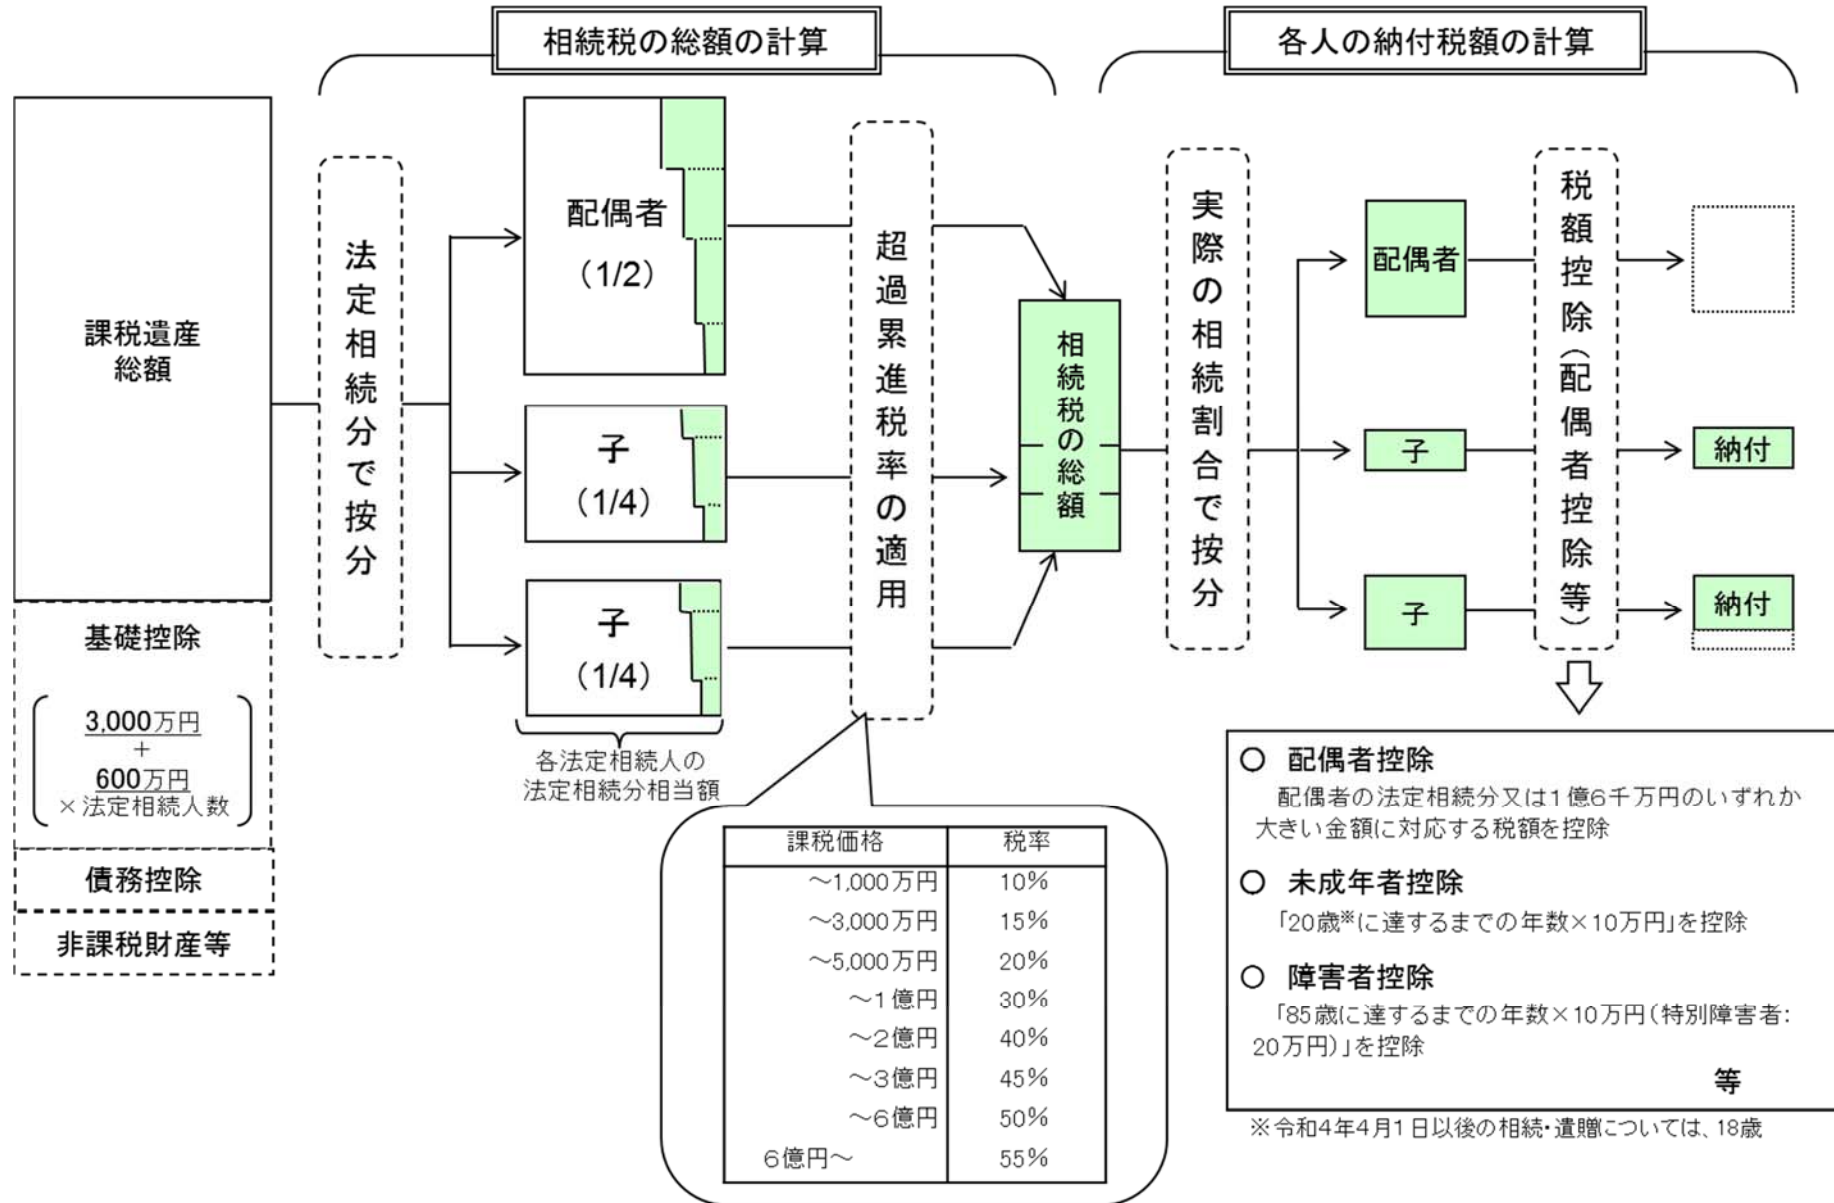 相続税の総額の計算
各人の納付税額の計算
課税遺産
総額
基礎控除
3,000万円
+
600万円
×法定相続人数
債務控除
非課税財産等
法定相続分で按分
配偶者
(1/2)
子
(1/4)
子
(1/4)
各法定相続人の
法定相続分相当額
超過累進税率の適用
課税価格 税率
～1,000万円 10%
～3,000万円 15%
～5,000万円 20%
～1億円 30%
～2億円 40%
～3億円 45%
～6億円 50%
6億円～ 55%
相続税の総額
実際の相続割合で按分
配偶者
子
子
税額控除(配偶者控除等)
納付
納付
○ 配偶者控除
配偶者の法定相続分又は1億6千万円のいずれか
大きい金額に対応する税額を控除
○ 未成年者控除
「20歳※に達するまでの年数×10万円」を控除
○ 障害者控除
「85歳に達するまでの年数×10万円(特別障害者:
20万円)」を控除
等
※令和4年4月1日以後の相続・遺贈については、18歳